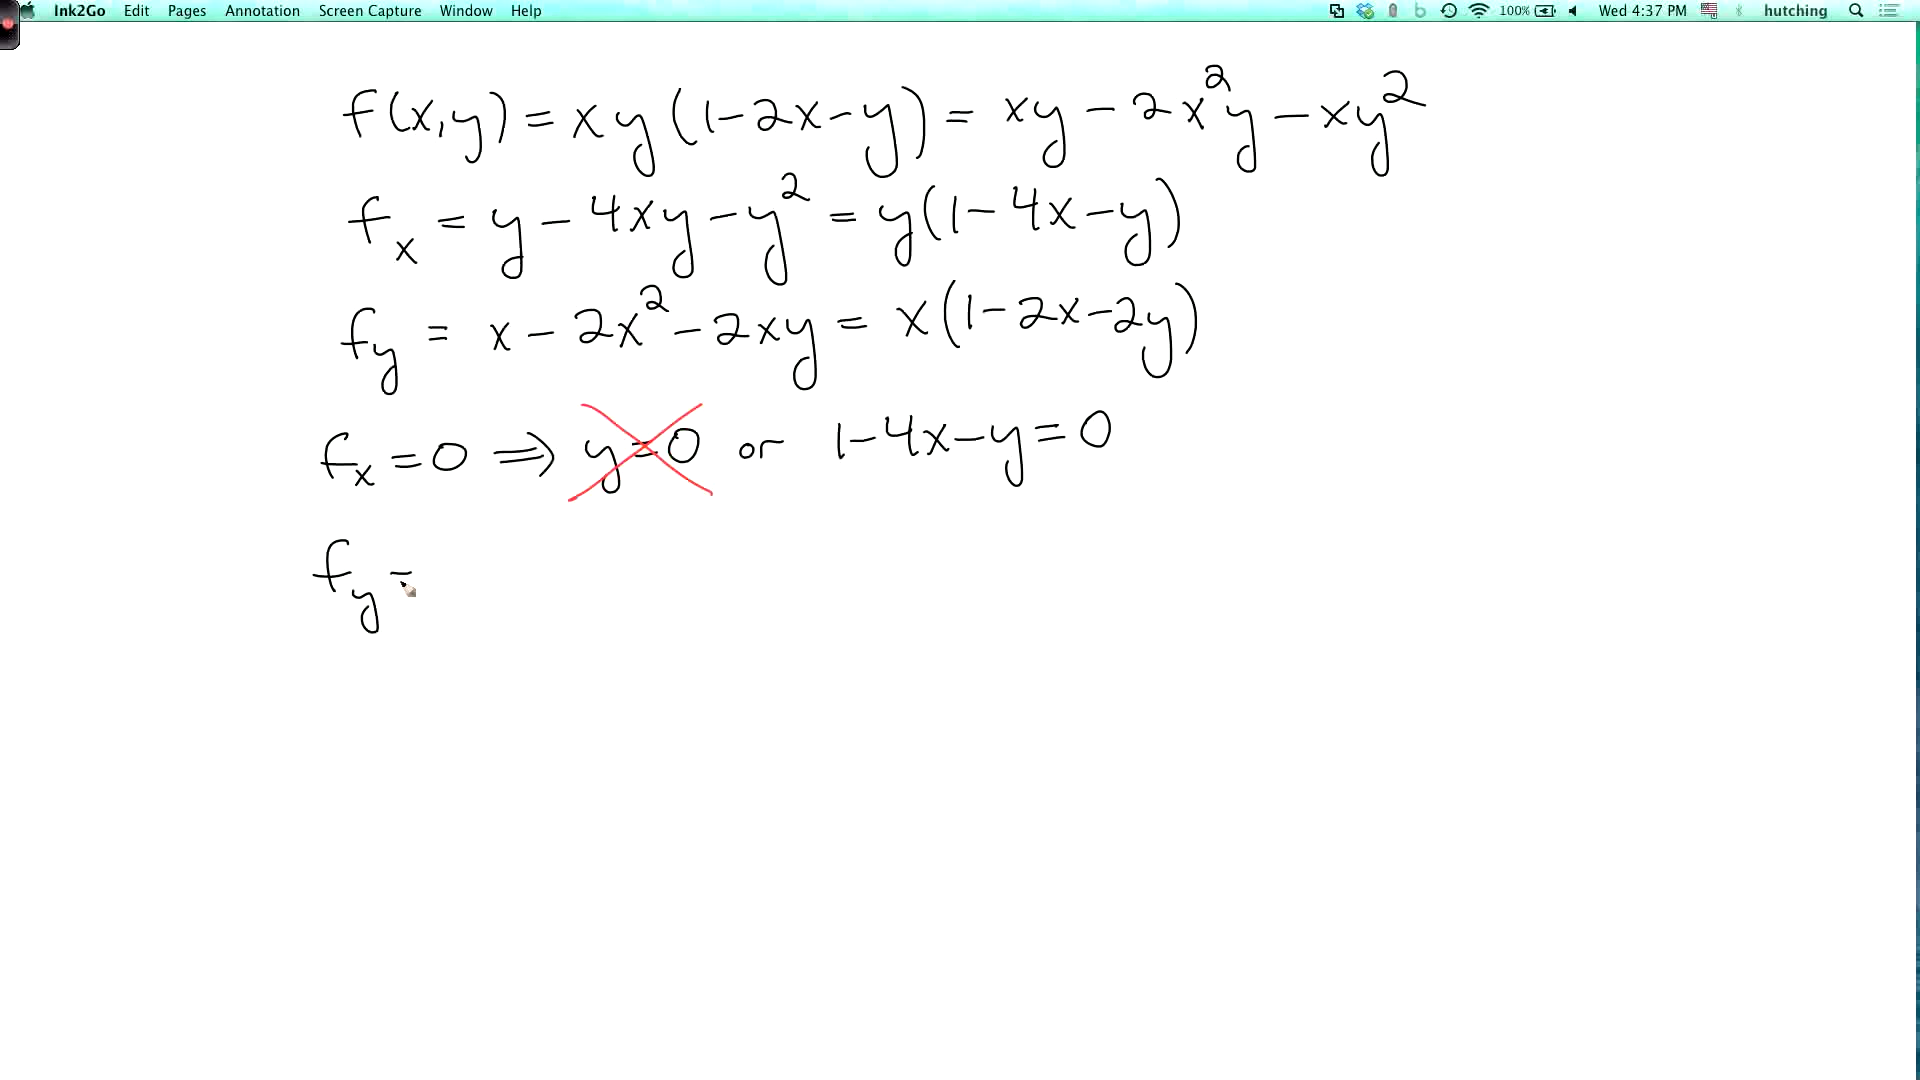 Ink2Go Edit Pages Annotation Screen Capture Window Help 100% Wed 4:37 PM hutching
f(x,y) = xy(1-2x-y) = xy - 2x²y - xy²
fx = y - 4xy - y² = y(1-4x-y)
fy = x - 2x² - 2xy = x(1-2x-2y)
fx = 0 ⇒ y=0 or 1-4x-y=0
fy =